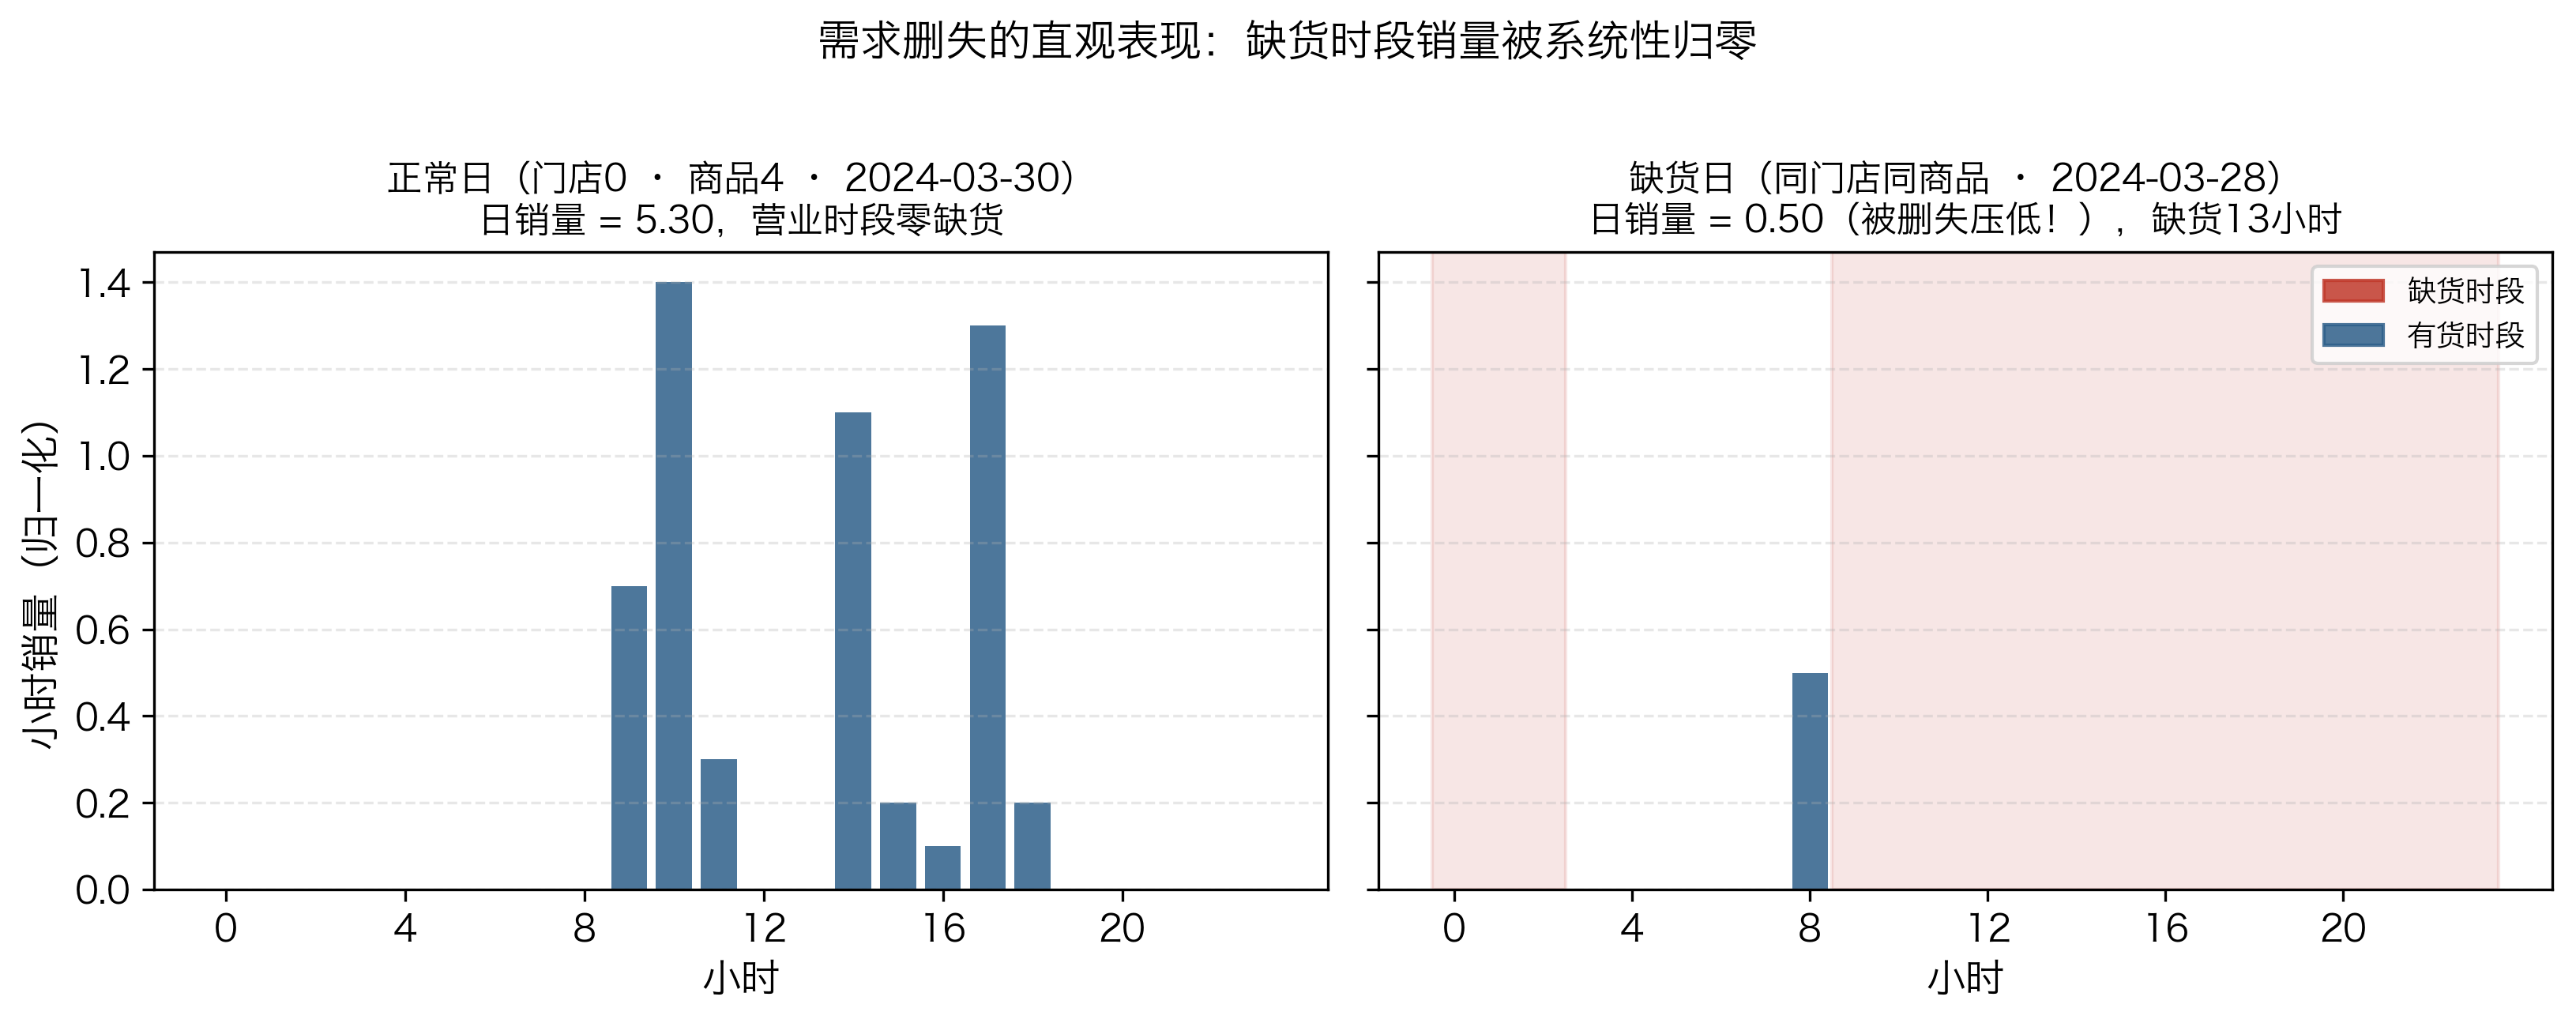 需求删失的直观表现：缺货时段销量被系统性归零
正常日（门店0 · 商品4 · 2024-03-30）
日销量 = 5.30，营业时段零缺货
缺货日（同门店同商品 · 2024-03-28）
日销量 = 0.50（被删失压低！），缺货13小时
小时销量（归一化）
1.4
1.2
1.0
0.8
0.6
0.4
0.2
0.0
0 4 8 12 16 20
小时
缺货时段
有货时段
0 4 8 12 16 20
小时